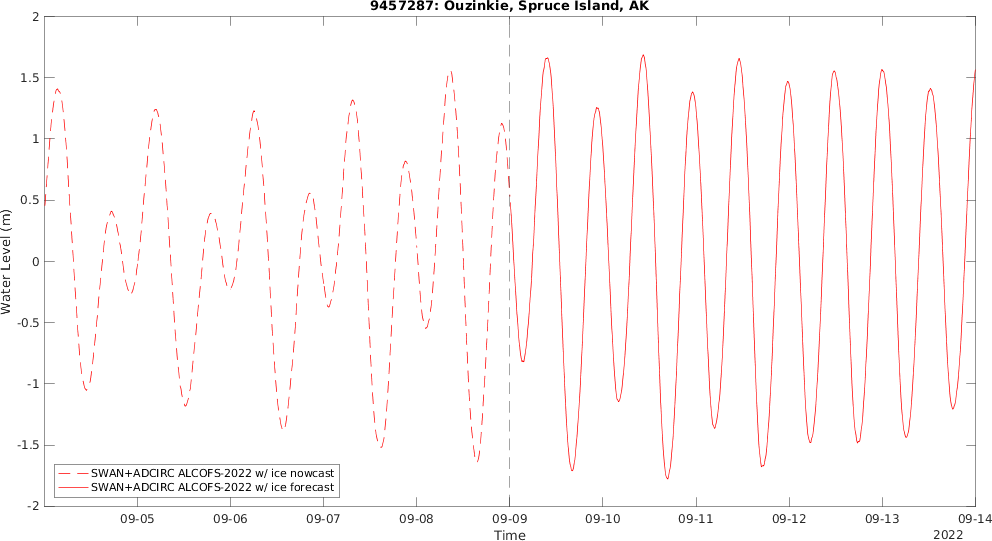 9457287: Ouzinkie, Spruce Island, AK
2
1.5
1
0.5
0
-0.5
-1
-1.5
-2
Water Level (m)
SWAN+ADCIRC ALCOFS-2022 w/ ice nowcast
SWAN+ADCIRC ALCOFS-2022 w/ ice forecast
09-05 09-06 09-07 09-08 09-09 09-10 09-11 09-12 09-13 09-14
Time
2022